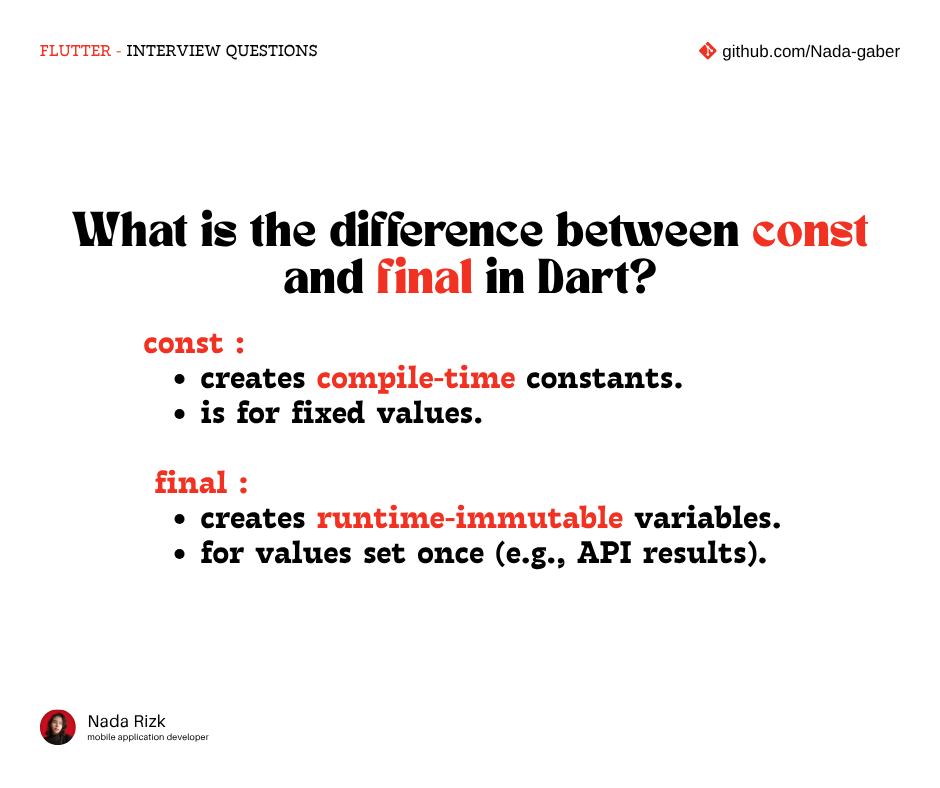 FLUTTER - INTERVIEW QUESTIONS
github.com/Nada-gaber
What is the difference between const
and final in Dart?
const :
• creates compile-time constants.
• is for fixed values.
final :
• creates runtime-immutable variables.
• for values set once (e.g., API results).
Nada Rizk
mobile application developer